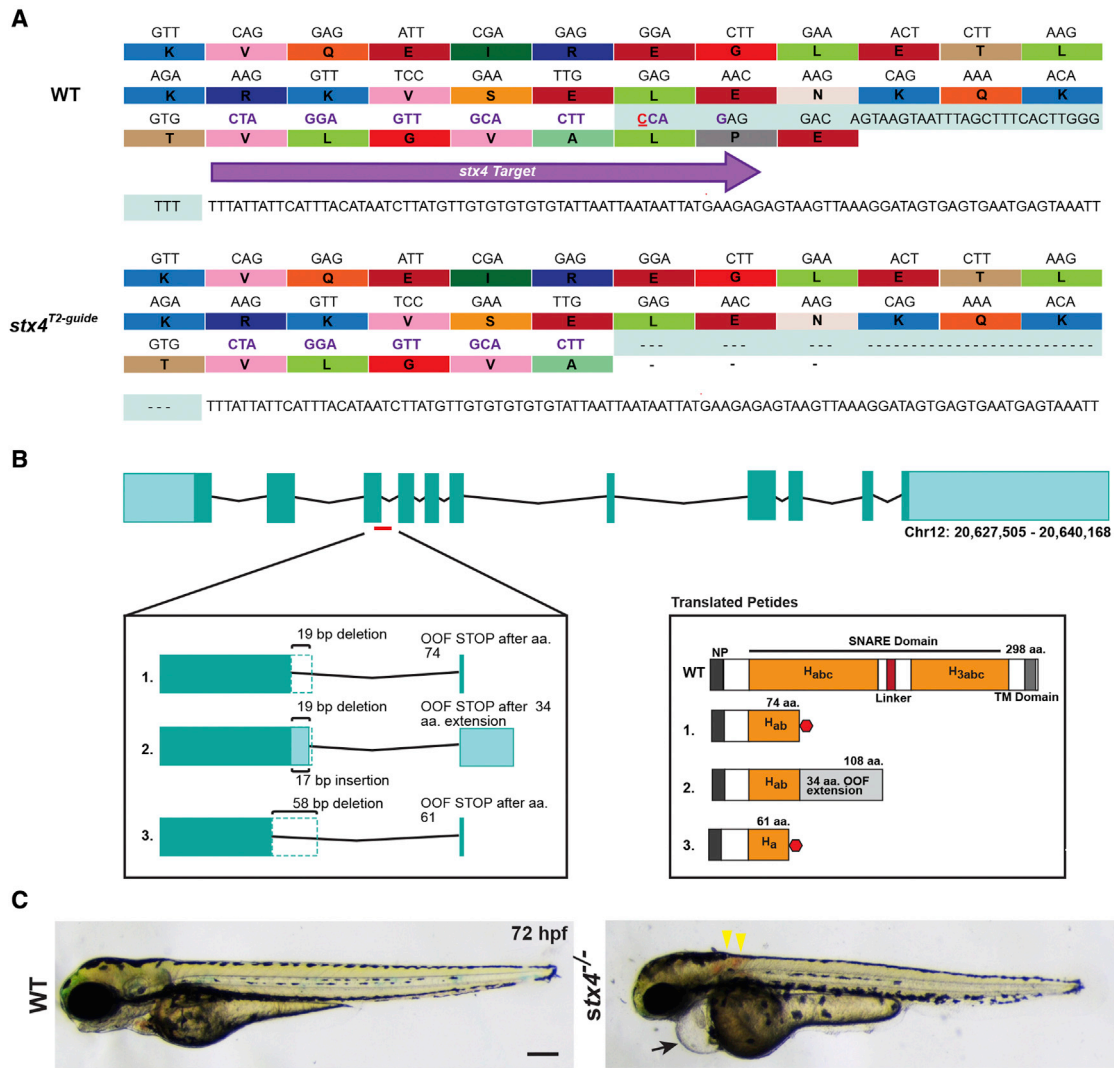 A
GTT CAG GAG ATT CGA GAG GGA CTT GAA ACT CTT AAG
K V Q E I R E G L E T L
AGA AAG GTT TCC GAA TTG GAG AAC AAG CAG AAA ACA
WT
K R K V S E L E N K Q K
GTG CTA GGA GTT GCA CTT CCA GAG GAC AGTAAGTAATTTAGCTTTCACTTGGG
T V L G V A L P E
stx4 Target
TTT TTTATTATTCATTTACATAATCTTATGTTGTGTGTGTGTATTAATTAATAATTATGAAGAGAGTAAGTTAAAGGATAGTGAGTGAATGAGTAAATT
GTT CAG GAG ATT CGA GAG GGA CTT GAA ACT CTT AAG
K V Q E I R E G L E T L
AGA AAG GTT TCC GAA TTG GAG AAC AAG CAG AAA ACA
stx4T2-guide
K R K V S E L E N K Q K
GTG CTA GGA GTT GCA CTT --- --- --- --------------------------
T V L G V A - - -
--- TTTATTATTCATTTACATAATCTTATGTTGTGTGTGTGTATTAATTAATAATTATGAAGAGAGTAAGTTAAAGGATAGTGAGTGAATGAGTAAATT
B
Chr12: 20,627,505 - 20,640,168
19 bp deletion
OOF STOP after aa.
74
1.
19 bp deletion
OOF STOP after 34
aa. extension
2.
17 bp insertion
58 bp deletion
OOF STOP after aa.
61
3.
Translated Petides
SNARE Domain
NP
298 aa.
WT
Habc
H3abc
Linker
TM Domain
74 aa.
1.
Hab
108 aa.
2.
Hab
34 aa. OOF
extension
61 aa.
3.
Ha
C
WT
72 hpf
stx4-/-